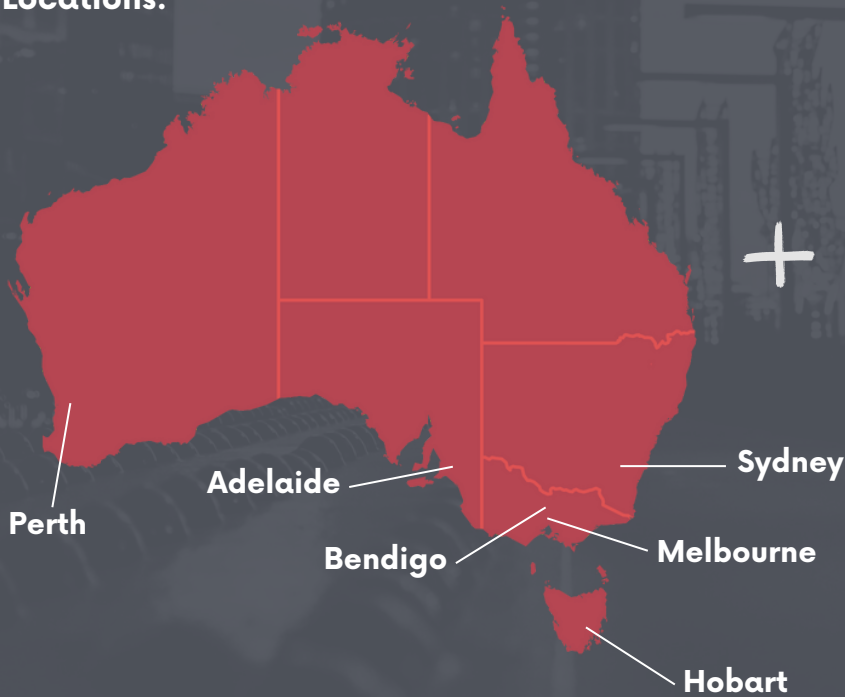 Locations:
Sydney
Adelaide
Perth
Melbourne
Bendigo
Hobart